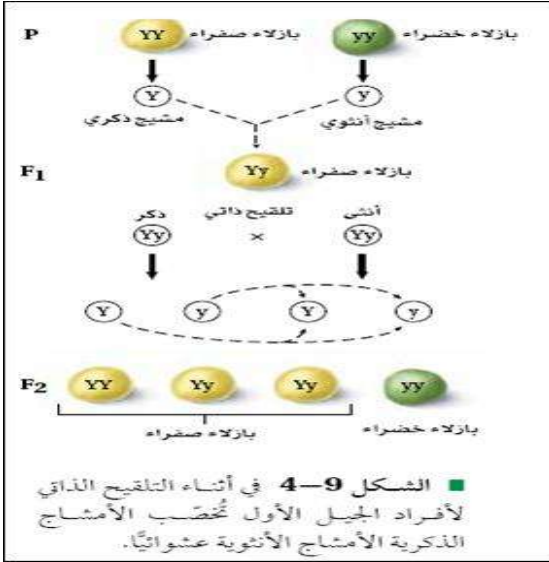 P YY بازلاء صفراء yy بازلاء خضراء
Y y
مشيج ذكري مشيج أنثوي
F1 Yy بازلاء صفراء
ذكر تلقيح ذاتي أنثى
Yy × Yy
Y y Y y
F2 YY Yy Yy yy
بازلاء صفراء بازلاء خضراء
■ الشكل 9—4 في أثناء التلقيح الذاتي
لأفراد الجيل الأول تُخصّب الأمشاج
الذكرية الأمشاج الأنثوية عشوائيًّا.